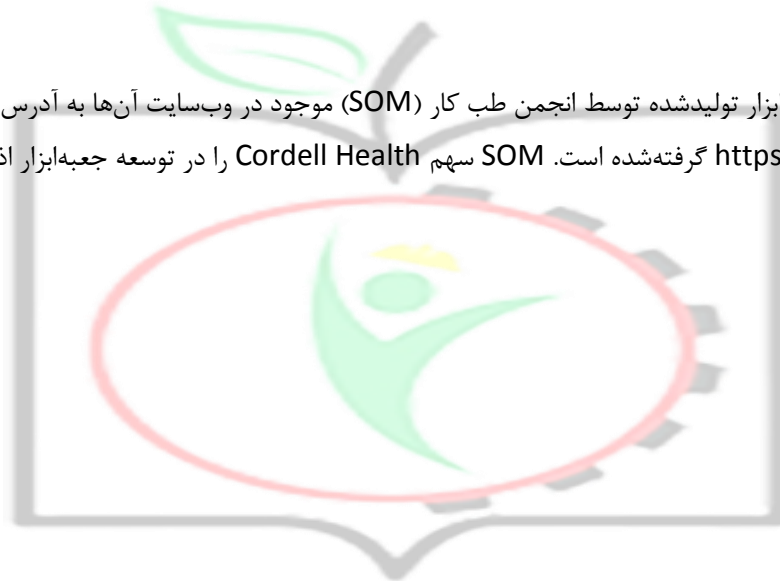 بزار تولیدشده توسط انجمن طب کار (SOM) موجود در وب‌سایت آن‌ها به آدرس
https گرفته‌شده است. SOM سهم Cordell Health را در توسعه جعبه‌ابزار